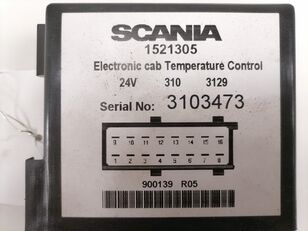 SCANIA
1521305
Electronic cab Temperature Control
24V 310 3129
Serial No: 3103473
9 10 11 12 13 14 15 16
1 2 3 4 5 6 7 8
900139 R05